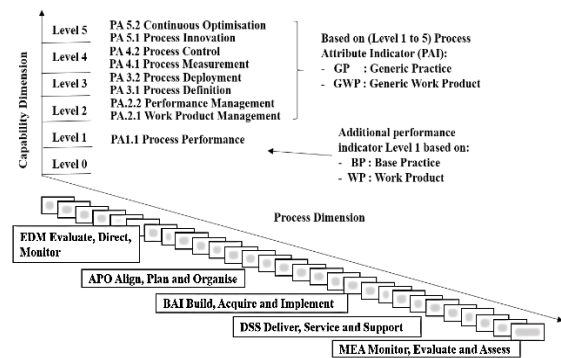 Capability Dimension
Level 5
Level 4
Level 3
Level 2
Level 1
Level 0
PA 5.2 Continuous Optimisation
PA 5.1 Process Innovation
PA 4.2 Process Control
PA 4.1 Process Measurement
PA 3.2 Process Deployment
PA 3.1 Process Definition
PA.2.2 Performance Management
PA.2.1 Work Product Management
PA1.1 Process Performance
Based on (Level 1 to 5) Process
Attribute Indicator (PAI):
- GP : Generic Practice
- GWP : Generic Work Product
Additional performance
indicator Level 1 based on:
- BP : Base Practice
- WP : Work Product
Process Dimension
EDM Evaluate, Direct,
Monitor
APO Align, Plan and Organise
BAI Build, Acquire and Implement
DSS Deliver, Service and Support
MEA Monitor, Evaluate and Assess